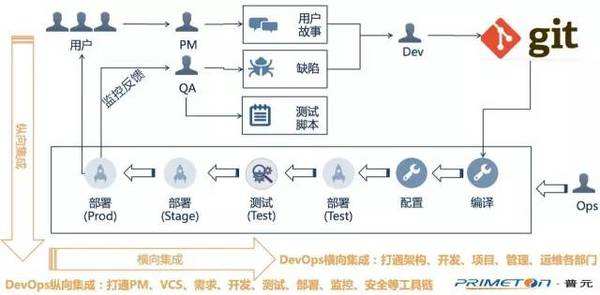 用户
PM
用户
故事
监控反馈
QA
缺陷
Dev
git
测试
脚本
纵向集成
部署
(Prod)
部署
(Stage)
测试
(Test)
部署
(Test)
配置
编译
Ops
横向集成
DevOps横向集成：打通架构、开发、项目、管理、运维各部门
DevOps纵向集成：打通PM、VCS、需求、开发、测试、部署、监控、安全等工具链
PRIMETON·普元